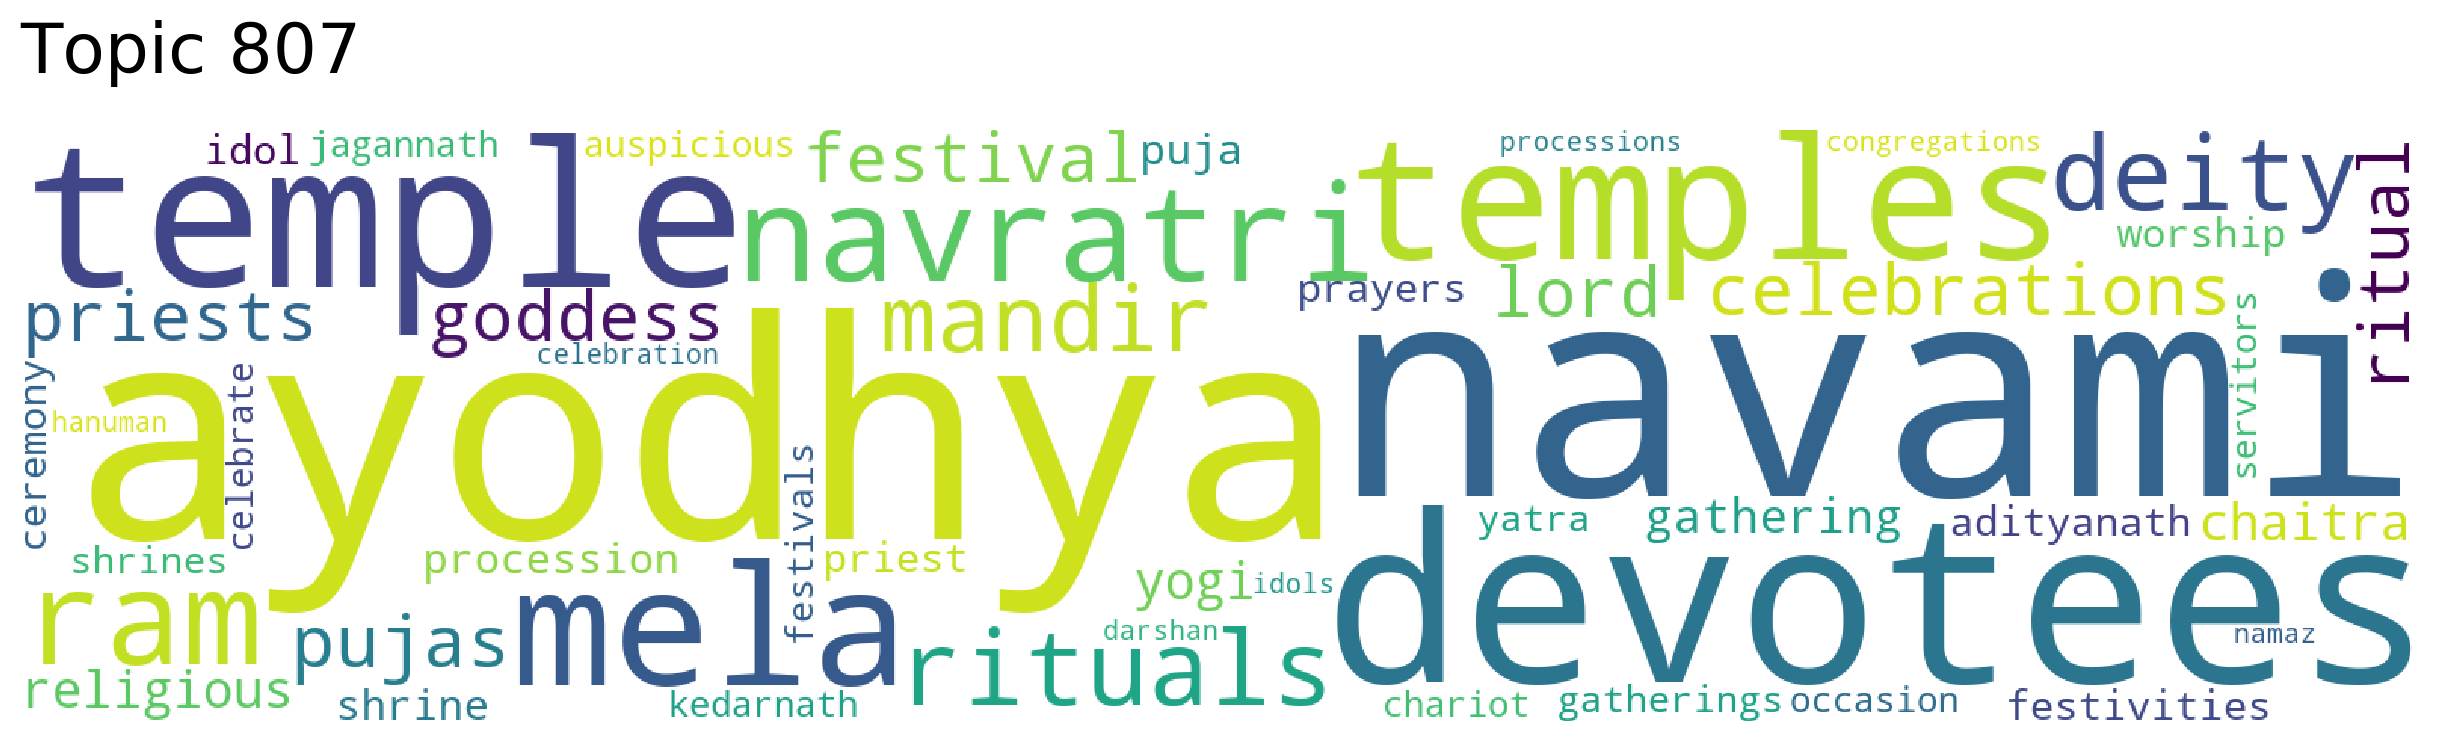 Topic 807
idol jagannath auspicious festival puja processions congregations deity
temple navratri temples worship ritual
priests goddess mandir prayers lord celebrations
celebration
ayodhya navami servitors
ceremony hanuman celebrate festivals
shrines procession priest yatra gathering adityanath chaitra
ram pujas mela yogi idols devotees
darshan rituals namaz
religious shrine kedarnath chariot gatherings occasion festivities